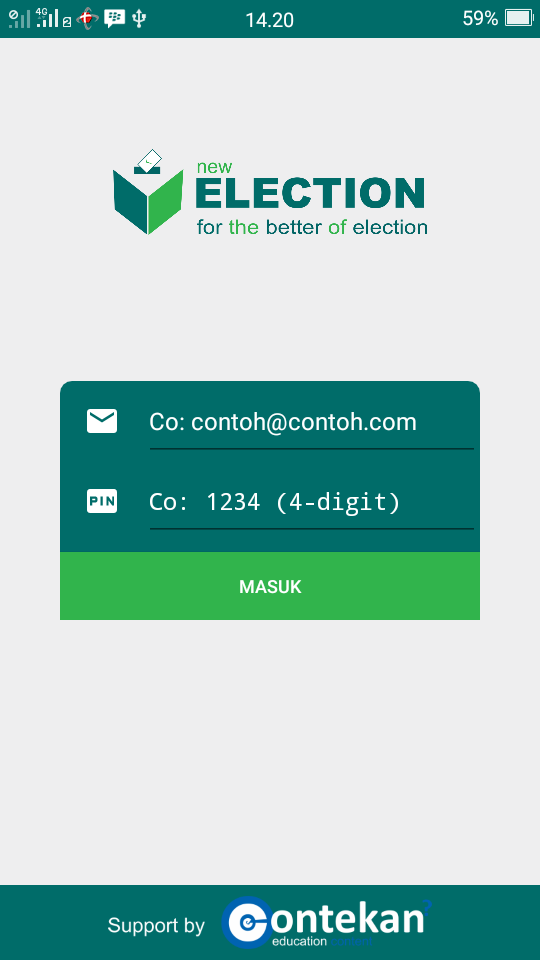 4G 2 14.20 59%
new
ELECTION
for the better of election
Co: contoh@contoh.com
PIN Co: 1234 (4-digit)
MASUK
Support by Contekan
education